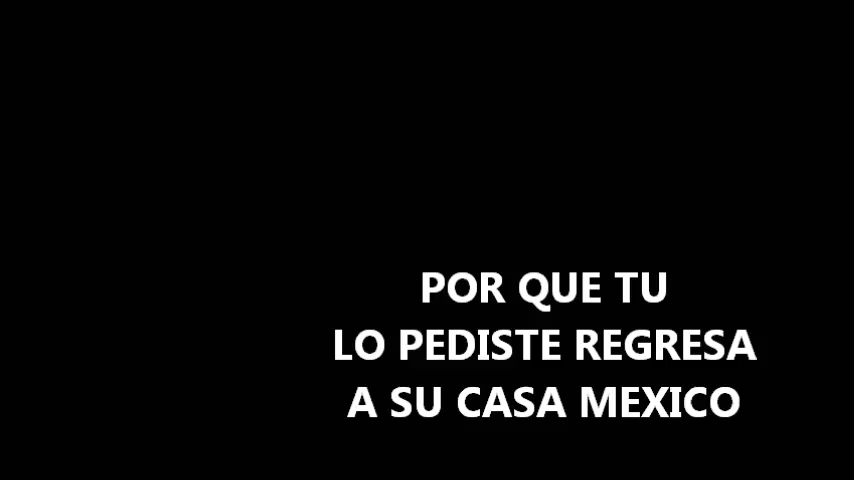 POR QUE TU
LO PEDISTE REGRESA
A SU CASA MEXICO